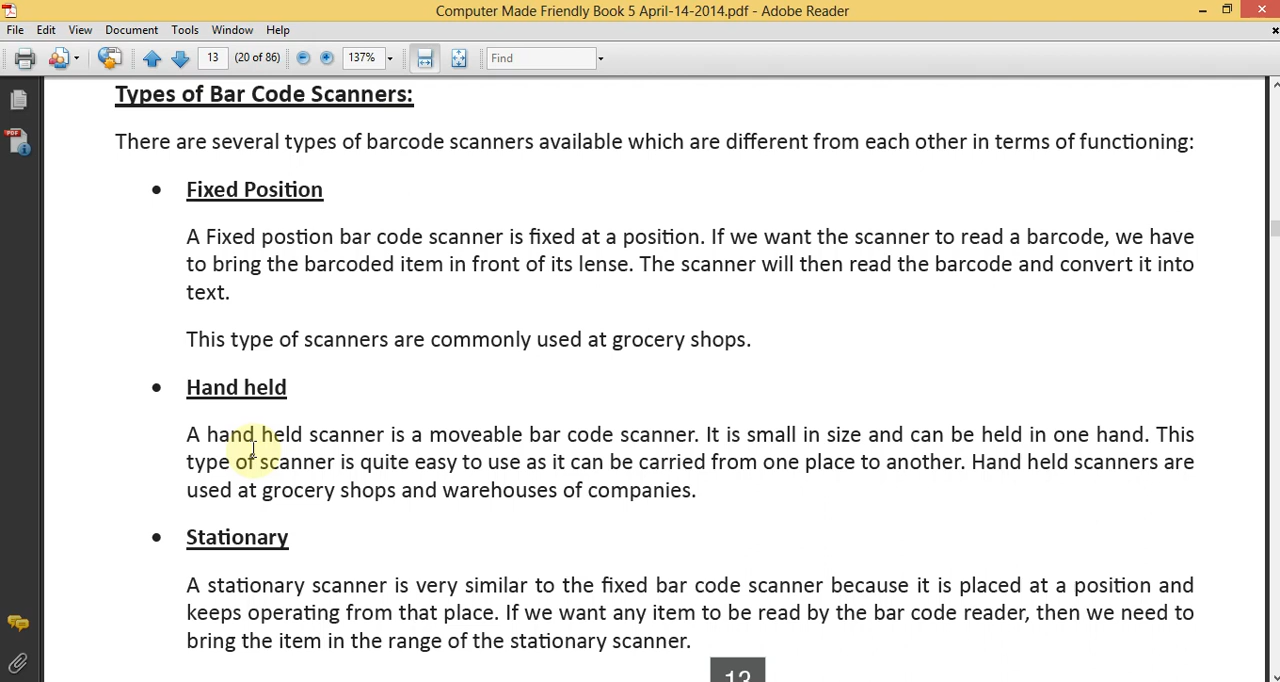 Computer Made Friendly Book 5 April-14-2014.pdf - Adobe Reader
File Edit View Document Tools Window Help
13 (20 of 86) 137% Find
Types of Bar Code Scanners:
There are several types of barcode scanners available which are different from each other in terms of functioning:
• Fixed Position
A Fixed postion bar code scanner is fixed at a position. If we want the scanner to read a barcode, we have
to bring the barcoded item in front of its lense. The scanner will then read the barcode and convert it into
text.
This type of scanners are commonly used at grocery shops.
• Hand held
A hand held scanner is a moveable bar code scanner. It is small in size and can be held in one hand. This
type of scanner is quite easy to use as it can be carried from one place to another. Hand held scanners are
used at grocery shops and warehouses of companies.
• Stationary
A stationary scanner is very similar to the fixed bar code scanner because it is placed at a position and
keeps operating from that place. If we want any item to be read by the bar code reader, then we need to
bring the item in the range of the stationary scanner.
13